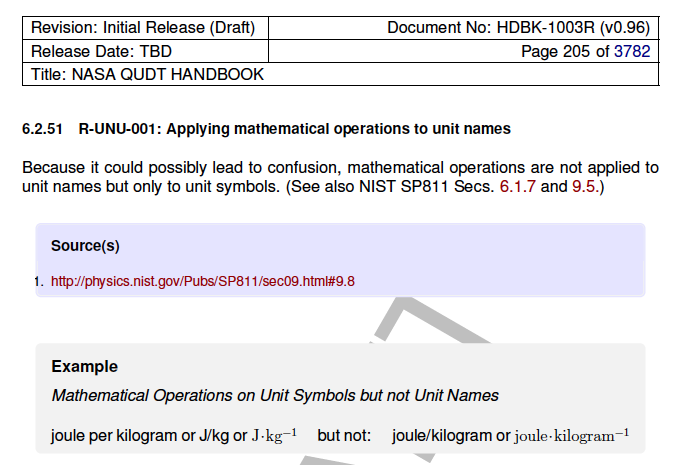 Revision: Initial Release (Draft) Document No: HDBK-1003R (v0.96)
Release Date: TBD Page 205 of 3782
Title: NASA QUDT HANDBOOK
6.2.51 R-UNU-001: Applying mathematical operations to unit names
Because it could possibly lead to confusion, mathematical operations are not applied to
unit names but only to unit symbols. (See also NIST SP811 Secs. 6.1.7 and 9.5.)
Source(s)
1. http://physics.nist.gov/Pubs/SP811/sec09.html#9.8
Example
Mathematical Operations on Unit Symbols but not Unit Names
joule per kilogram or J/kg or J·kg⁻¹ but not: joule/kilogram or joule·kilogram⁻¹